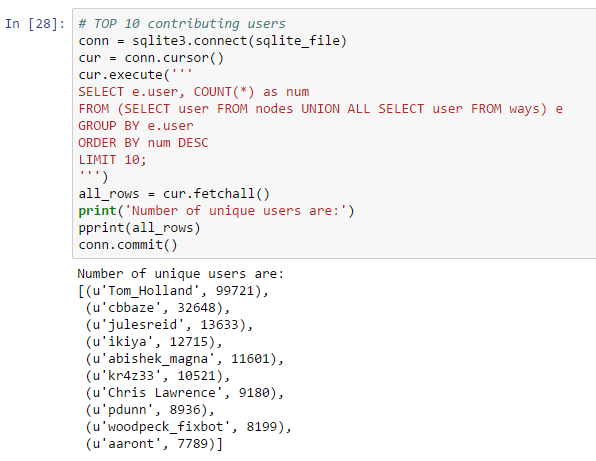 In [28]: # TOP 10 contributing users
conn = sqlite3.connect(sqlite_file)
cur = conn.cursor()
cur.execute('''
SELECT e.user, COUNT(*) as num
FROM (SELECT user FROM nodes UNION ALL SELECT user FROM ways) e
GROUP BY e.user
ORDER BY num DESC
LIMIT 10;
''')
all_rows = cur.fetchall()
print('Number of unique users are:')
pprint(all_rows)
conn.commit()
Number of unique users are:
[(u'Tom_Holland', 99721),
(u'cbbaze', 32648),
(u'julesreid', 13633),
(u'ikiya', 12715),
(u'abishek_magna', 11601),
(u'kr4z33', 10521),
(u'Chris Lawrence', 9180),
(u'pdunn', 8936),
(u'woodpeck_fixbot', 8199),
(u'aaront', 7789)]